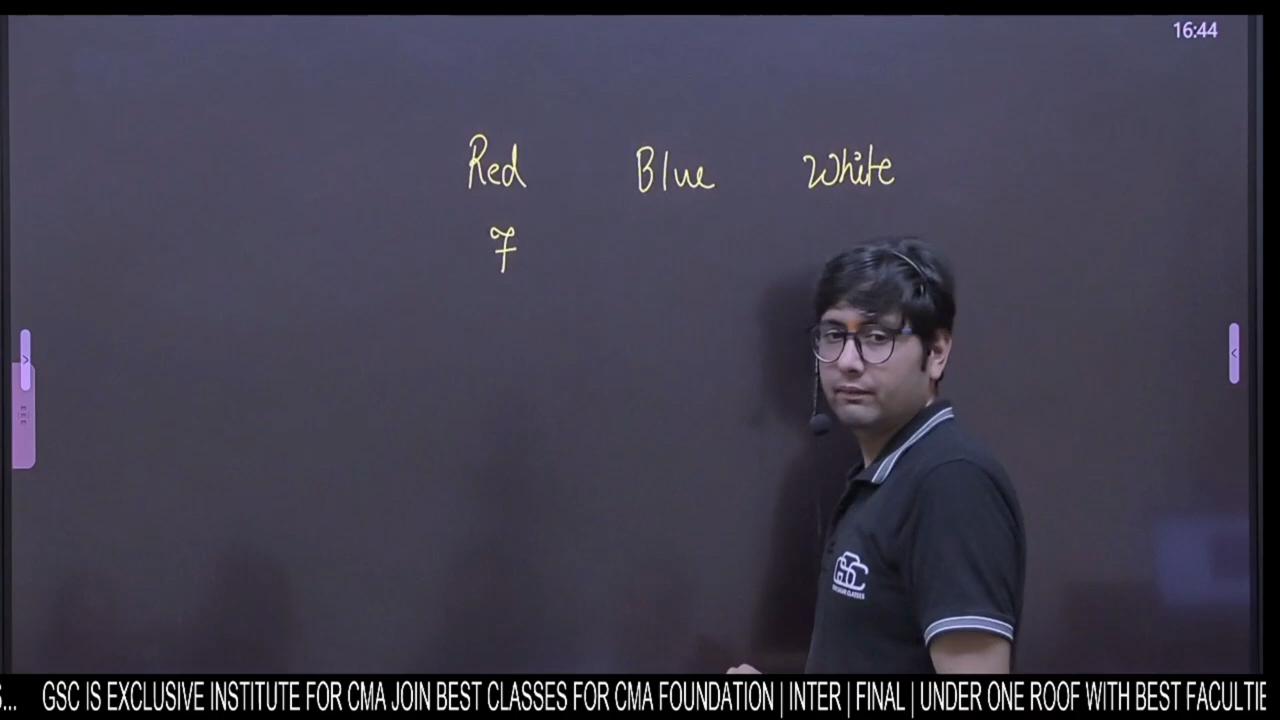 16:44
Red Blue White
7
GSC
S... GSC IS EXCLUSIVE INSTITUTE FOR CMA JOIN BEST CLASSES FOR CMA FOUNDATION | INTER | FINAL | UNDER ONE ROOF WITH BEST FACULTIE